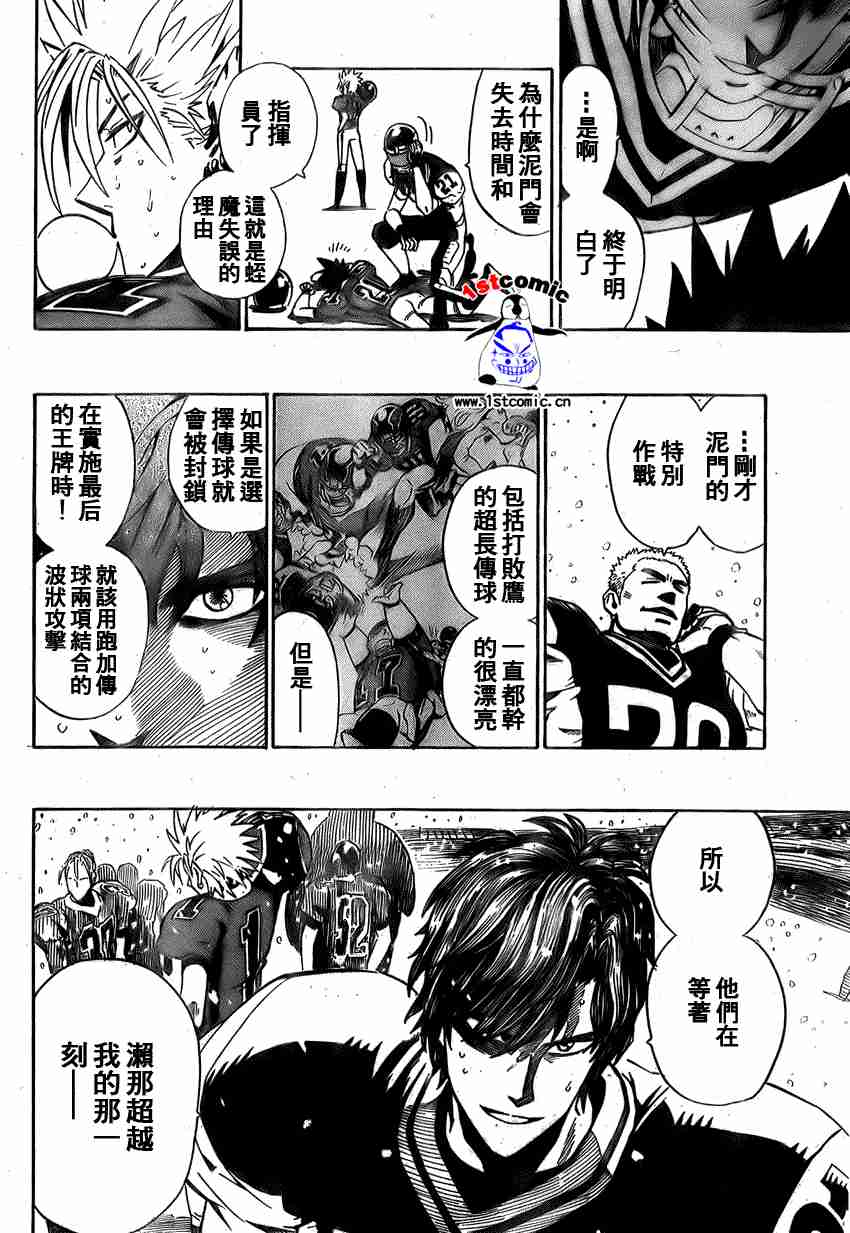 …是啊
終于明
白了
為什麼泥門會
失去時間和
指揮
員了
這就是蛭
魔失誤的
理由
21
1
1stcomic
www.1stcomic.cn
…剛才
泥門的
特別
作戰
包括打敗鷹
的超長傳球
一直都幹
的很漂亮
但是——
如果是選
擇傳球就
會被封鎖
在實施最后
的王牌時！
就該用跑加傳
球兩項結合的
波狀攻擊
所以
他們在
等著
1
52
瀨那超越
我的那一
刻——